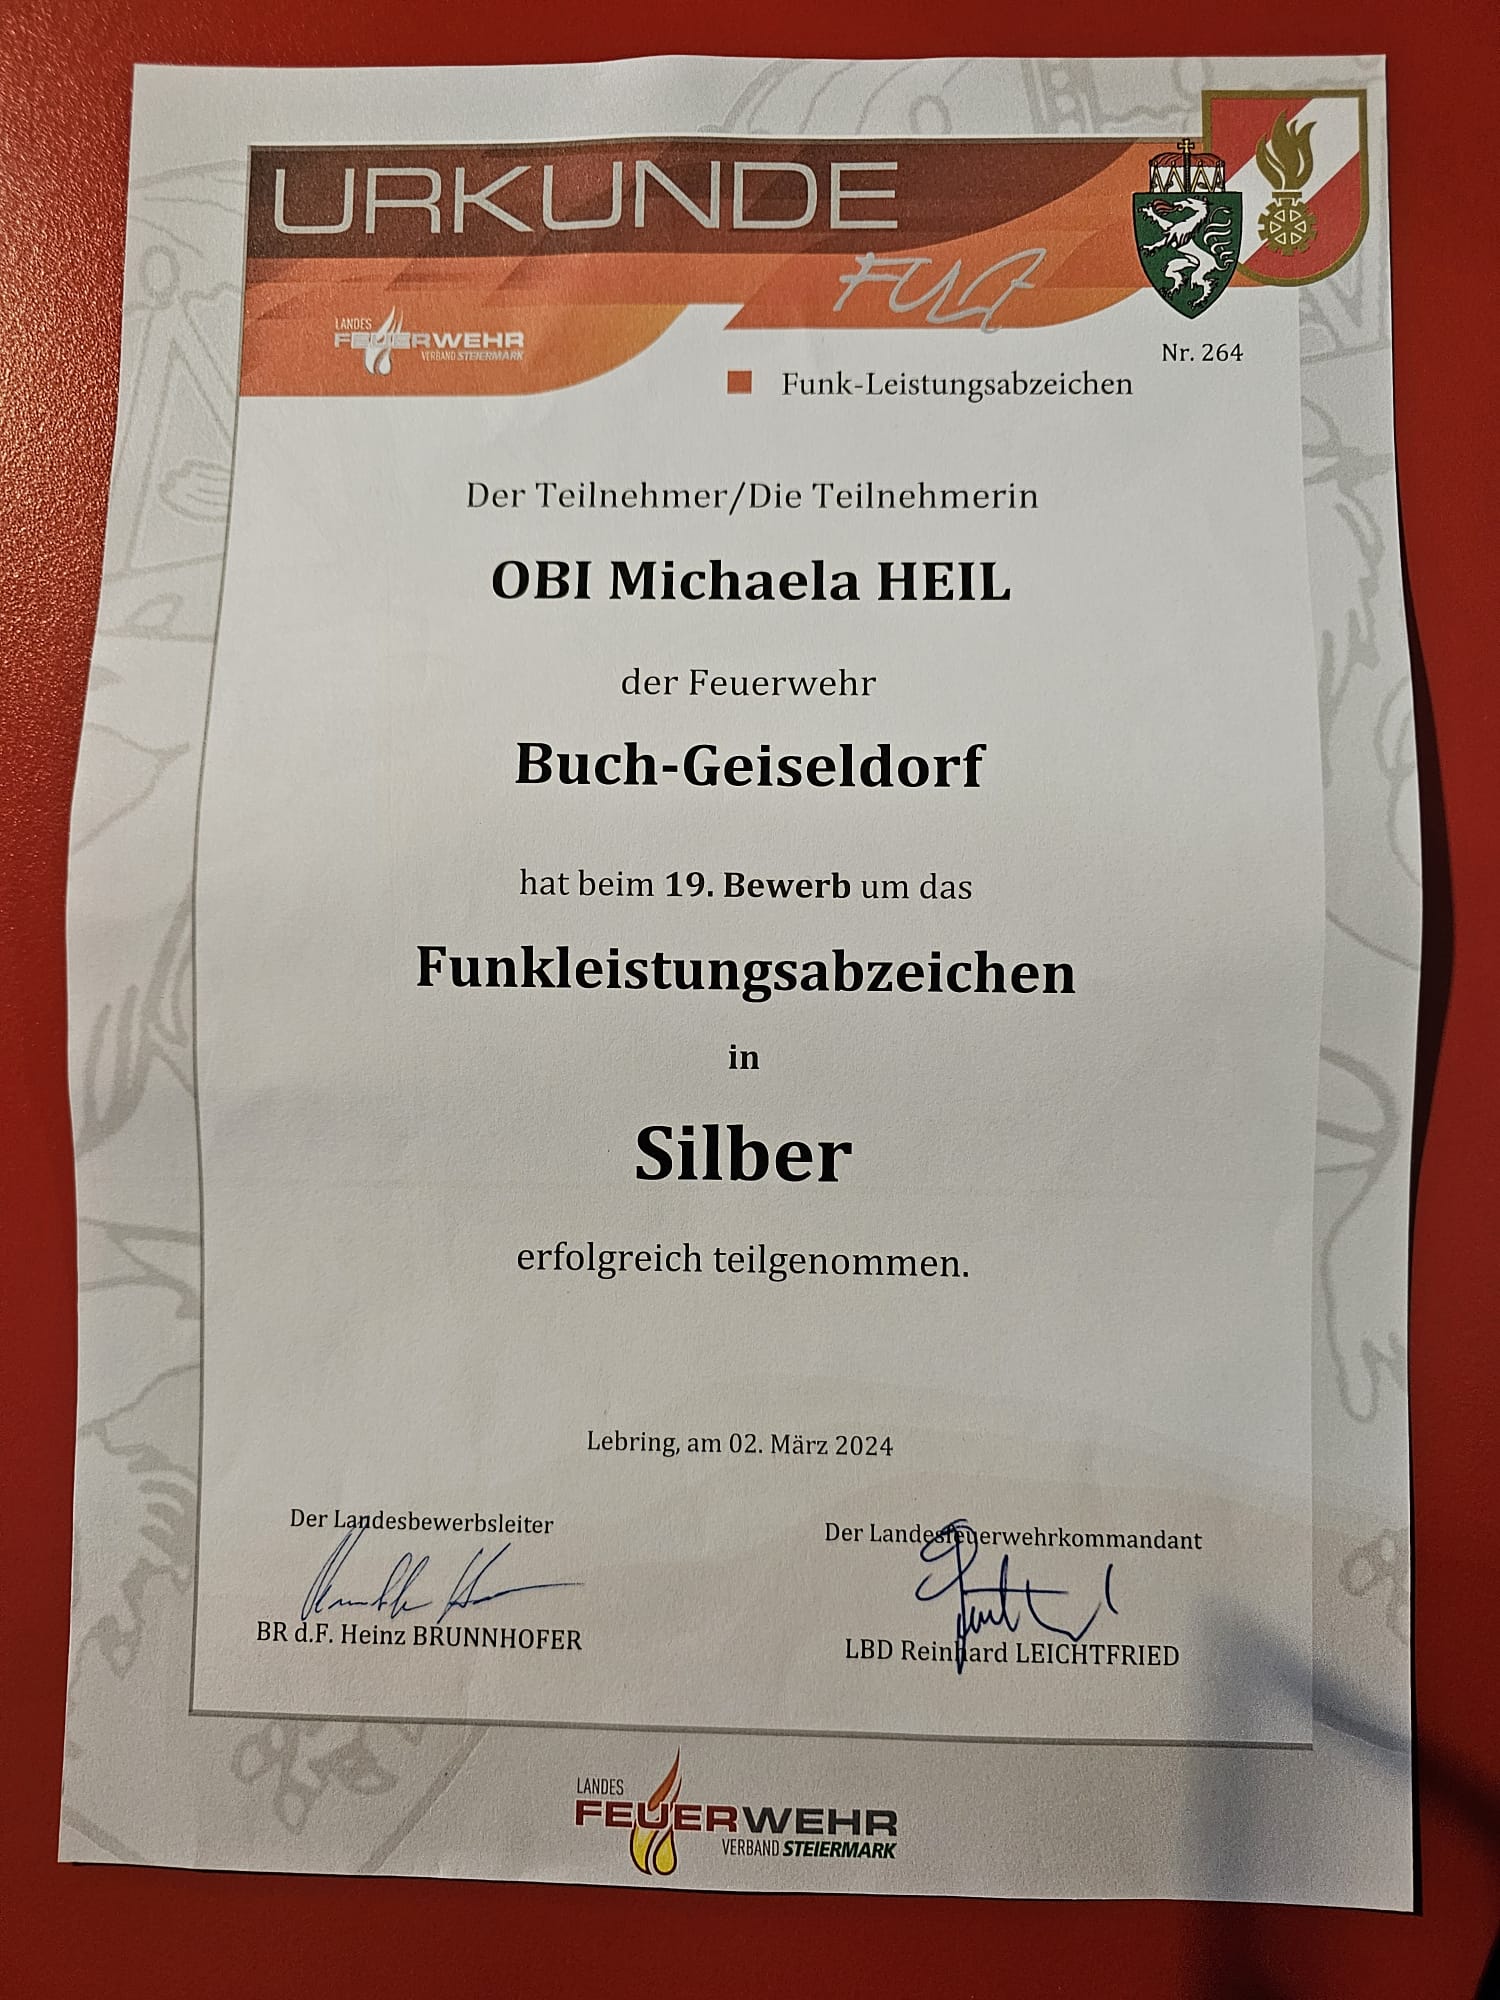 URKUNDE
FULA
LANDES
FEUERWEHR
VERBAND STEIERMARK
Nr. 264
Funk-Leistungsabzeichen
Der Teilnehmer/Die Teilnehmerin
OBI Michaela HEIL
der Feuerwehr
Buch-Geiseldorf
hat beim 19. Bewerb um das
Funkleistungsabzeichen
in
Silber
erfolgreich teilgenommen.
Lebring, am 02. März 2024
Der Landesbewerbsleiter
BR d.F. Heinz BRUNNHOFER
Der Landesfeuerwehrkommandant
LBD Reinhard LEICHTFRIED
LANDES
FEUERWEHR
VERBAND STEIERMARK